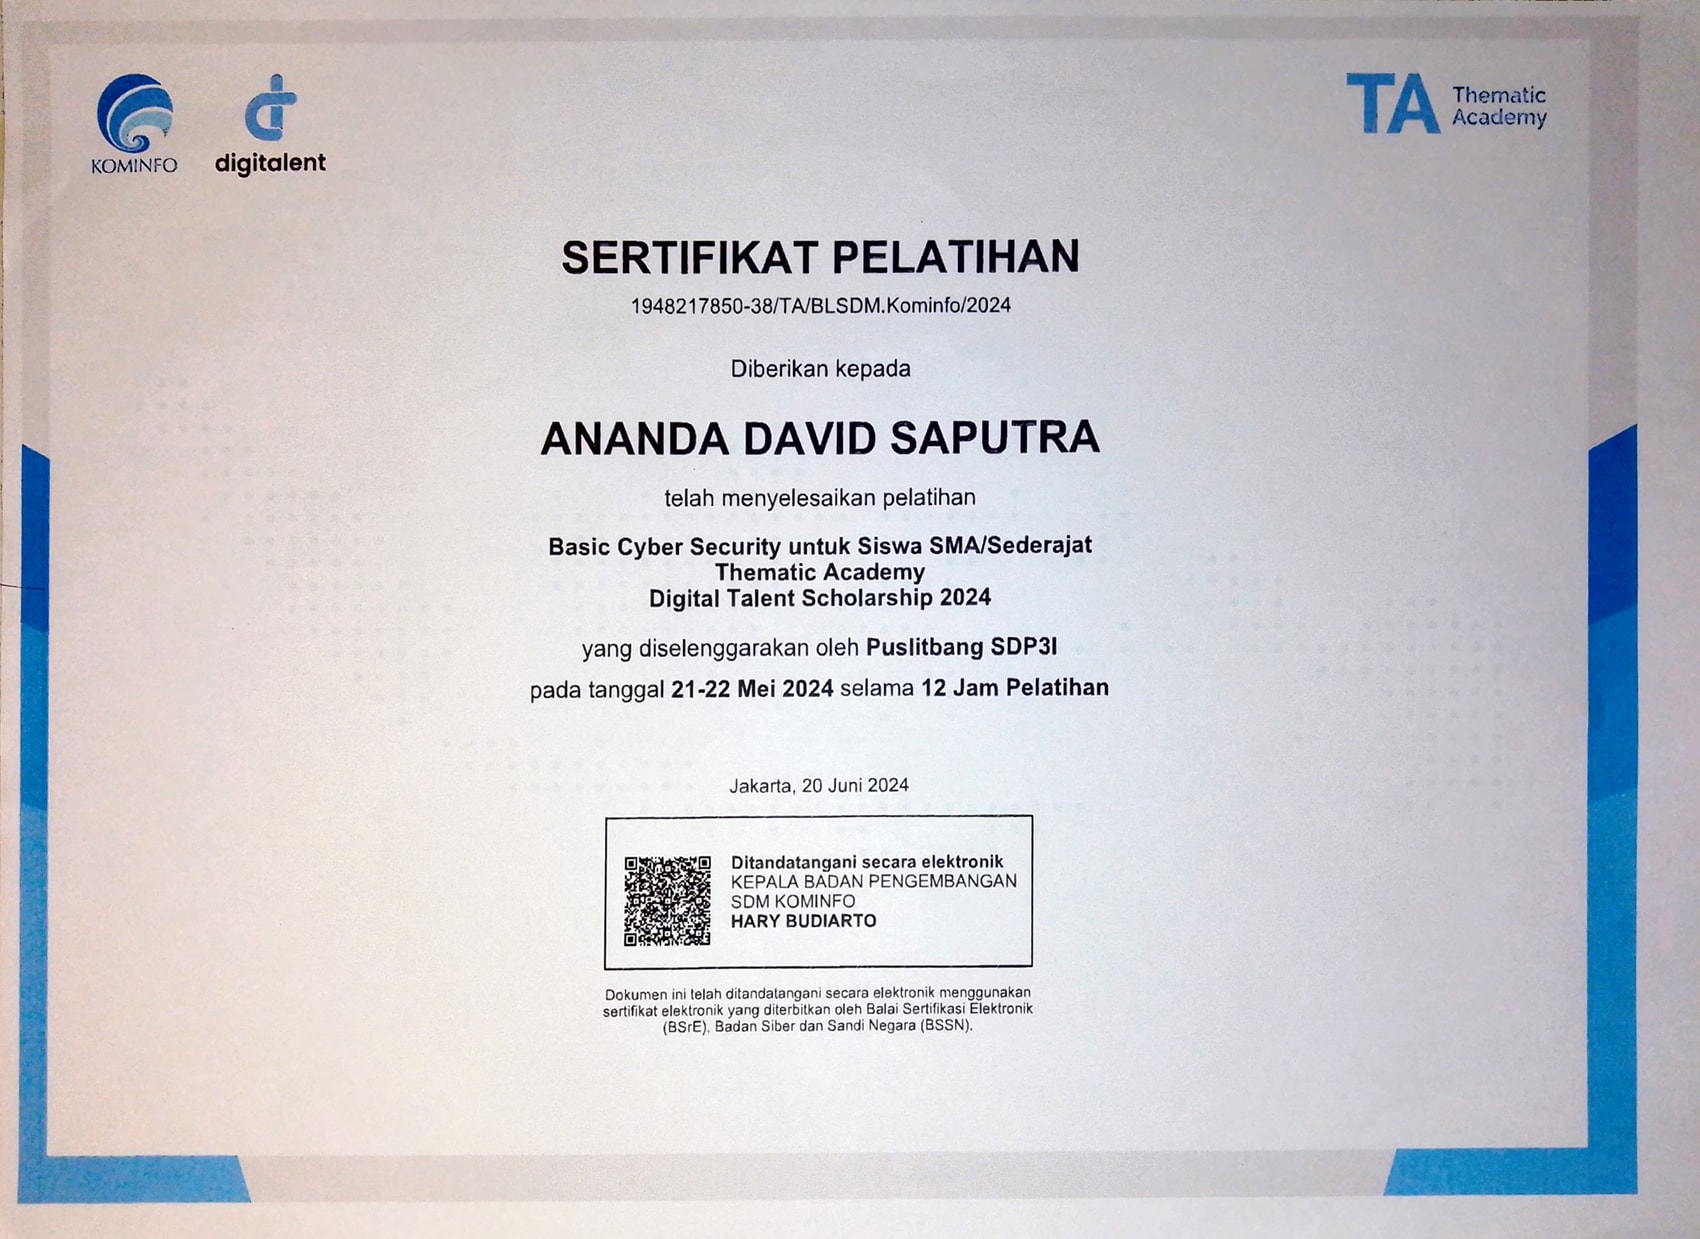 KOMINFO
digitalent
TA Thematic
Academy
SERTIFIKAT PELATIHAN
1948217850-38/TA/BLSDM.Kominfo/2024
Diberikan kepada
ANANDA DAVID SAPUTRA
telah menyelesaikan pelatihan
Basic Cyber Security untuk Siswa SMA/Sederajat
Thematic Academy
Digital Talent Scholarship 2024
yang diselenggarakan oleh Puslitbang SDP3I
pada tanggal 21-22 Mei 2024 selama 12 Jam Pelatihan
Jakarta, 20 Juni 2024
Ditandatangani secara elektronik
KEPALA BADAN PENGEMBANGAN
SDM KOMINFO
HARY BUDIARTO
Dokumen ini telah ditandatangani secara elektronik menggunakan
sertifikat elektronik yang diterbitkan oleh Balai Sertifikasi Elektronik
(BSrE), Badan Siber dan Sandi Negara (BSSN).